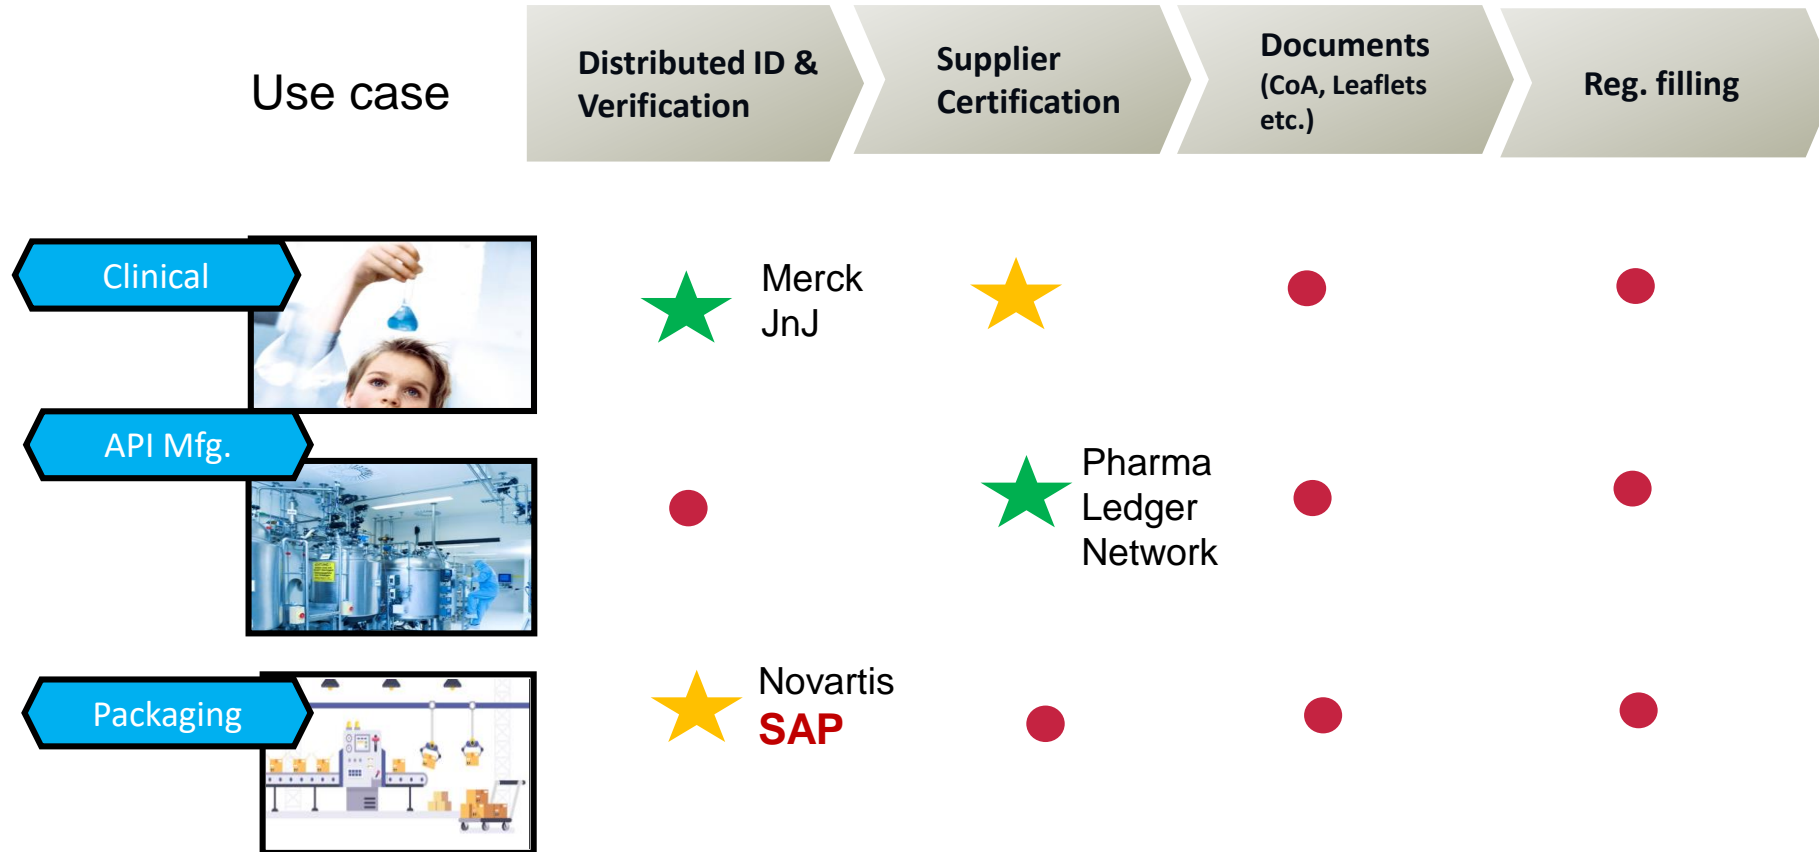 Use case
Distributed ID &
Verification
Supplier
Certification
Documents
(CoA, Leaflets
etc.)
Reg. filling
Clinical
Merck
JnJ
API Mfg.
Pharma
Ledger
Network
Packaging
Novartis
SAP